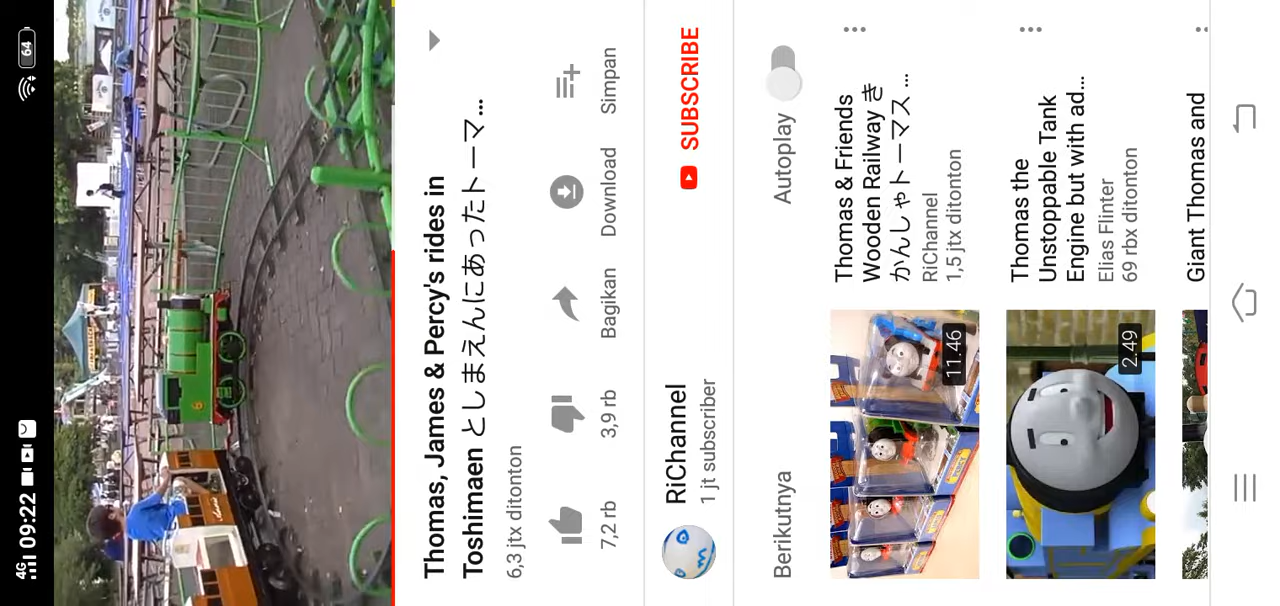 4G 09:22
64
Thomas, James & Percy's rides in
Toshimaen としまえんにあったトーマ...
6,3 jtx ditonton
7,2 rb
3,9 rb
Bagikan
Download
Simpan
RiChannel
1 jt subscriber
SUBSCRIBE
Berikutnya
Autoplay
11.46
Thomas & Friends
Wooden Railway き
かんしゃトーマス ...
RiChannel
1,5 jtx ditonton
2.49
Thomas the
Unstoppable Tank
Engine but with ad...
Elias Flinter
69 rbx ditonton
Giant Thomas and